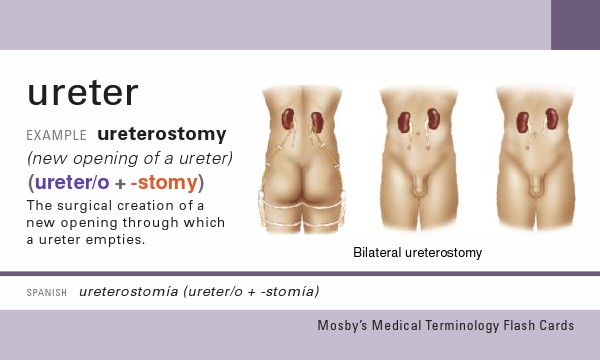 ureter
EXAMPLE ureterostomy
(new opening of a ureter)
(ureter/o + -stomy)
The surgical creation of a
new opening through which
a ureter empties.
Bilateral ureterostomy
SPANISH ureterostomía (ureter/o + -stomía)
Mosby's Medical Terminology Flash Cards